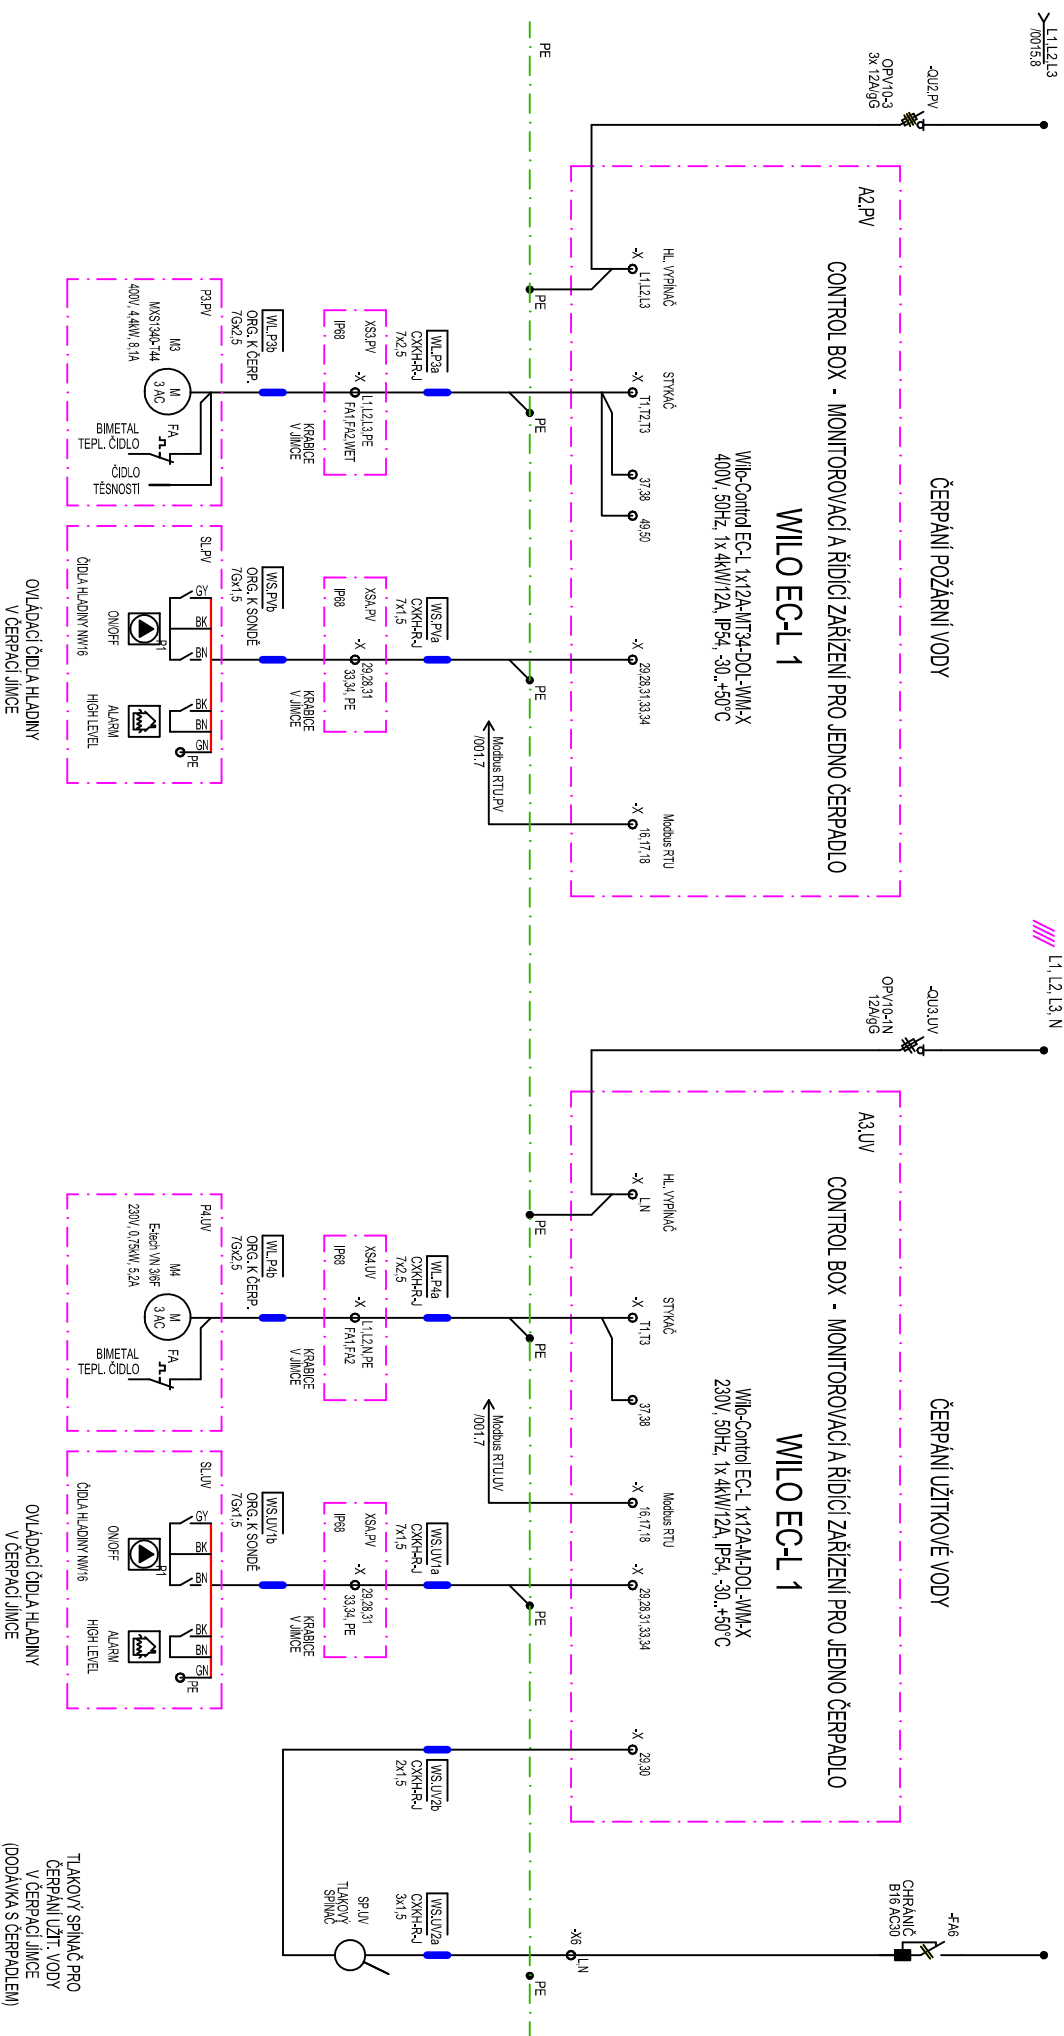 L1,L2,L3
/0015.8
-QU2.PV
OPV10-3
3x 12A/gG
PE
ČERPÁNÍ POŽÁRNÍ VODY
A2.PV
CONTROL BOX - MONITOROVACÍ A ŘÍDÍCÍ ZAŘÍZENÍ PRO JEDNO ČERPADLO
WILO EC-L 1
Wilo-Control EC-L 1x12A-MT34-DOL-WM-X
400V, 50Hz, 1x 4kW/12A, IP54, -30..+50°C
HL. VYPÍNAČ
-X
L1,L2,L3
STYKAČ
-X
T1,T2,T3
37,38
49,50
-X
29,28,31,33,34
Modbus RTU
-X
16,17,18
PE
PE
PE
Modbus RTU.PV
/001.7
WL.P3a
CXKH-R-J
7x2,5
WS.PVa
CXKH-R-J
7x1,5
XS3.PV
IP68
-X
L1,L2,L3,PE
FA1,FA2,WET
KRABICE
V JÍMCE
XSA.PV
IP68
-X
29,28,31
33,34, PE
KRABICE
V JÍMCE
WL.P3b
ORG. K ČERP.
7Gx2,5
WS.PVb
ORG. K SONDĚ
7Gx1,5
P3.PV
M3
MXS1340-T44
400V, 4,4kW, 8,1A
M
3 AC
FA
BIMETAL
TEPL. ČIDLO
ČIDLO
TĚSNOSTI
SL.PV
ČIDLA HLADINY NW16
GY
BK
BN
P1
ON/OFF
BK
BN
GN
PE
ALARM
HIGH LEVEL
OVLÁDACÍ ČIDLA HLADINY
V ČERPACÍ JÍMCE
L1, L2, L3, N
-QU3.UV
OPV10-1N
12A/gG
ČERPÁNÍ UŽITKOVÉ VODY
A3.UV
CONTROL BOX - MONITOROVACÍ A ŘÍDÍCÍ ZAŘÍZENÍ PRO JEDNO ČERPADLO
WILO EC-L 1
Wilo-Control EC-L 1x12A-M-DOL-WM-X
230V, 50Hz, 1x 4kW/12A, IP54, -30..+50°C
HL. VYPÍNAČ
-X
L,N
STYKAČ
-X
T1,T3
37,38
Modbus RTU
-X
16,17,18
-X
29,28,31,33,34
-X
29,30
PE
PE
PE
PE
Modbus RTU.UV
/001.7
WL.P4a
CXKH-R-J
7x2,5
WS.UV1a
CXKH-R-J
7x1,5
WS.UV2b
CXKH-R-J
2x1,5
WS.UV2a
CXKH-R-J
3x1,5
XS4.UV
IP68
-X
L1,L2,N,PE
FA1,FA2
KRABICE
V JÍMCE
XSA.PV
IP68
-X
29,28,31
33,34, PE
KRABICE
V JÍMCE
WL.P4b
ORG. K ČERP.
7Gx2,5
WS.UV1b
ORG. K SONDĚ
7Gx1,5
P4.UV
M4
E-tech VN 3/6F
230V, 0,75kW, 5,2A
M
3 AC
FA
BIMETAL
TEPL. ČIDLO
SL.UV
ČIDLA HLADINY NW16
GY
BK
BN
P1
ON/OFF
BK
BN
GN
PE
ALARM
HIGH LEVEL
OVLÁDACÍ ČIDLA HLADINY
V ČERPACÍ JÍMCE
-FA6
CHRÁNIČ
B16 AC30
-X6
L,N
SP.UV
TLAKOVÝ
SPÍNAČ
TLAKOVÝ SPÍNAČ PRO
ČERPÁNÍ UŽIT. VODY
V ČERPACÍ JÍMCE
(DODÁVKA S ČERPADLEM)